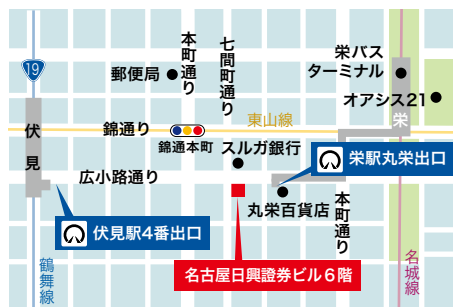 19
本町通り
七間町通り
栄バス
ターミナル
郵便局
オアシス21
伏見
錦通り
東山線
栄
錦通本町
スルガ銀行
広小路通り
栄駅丸栄出口
丸栄百貨店
本町通り
伏見駅4番出口
名古屋日興證券ビル6階
鶴舞線
名城線